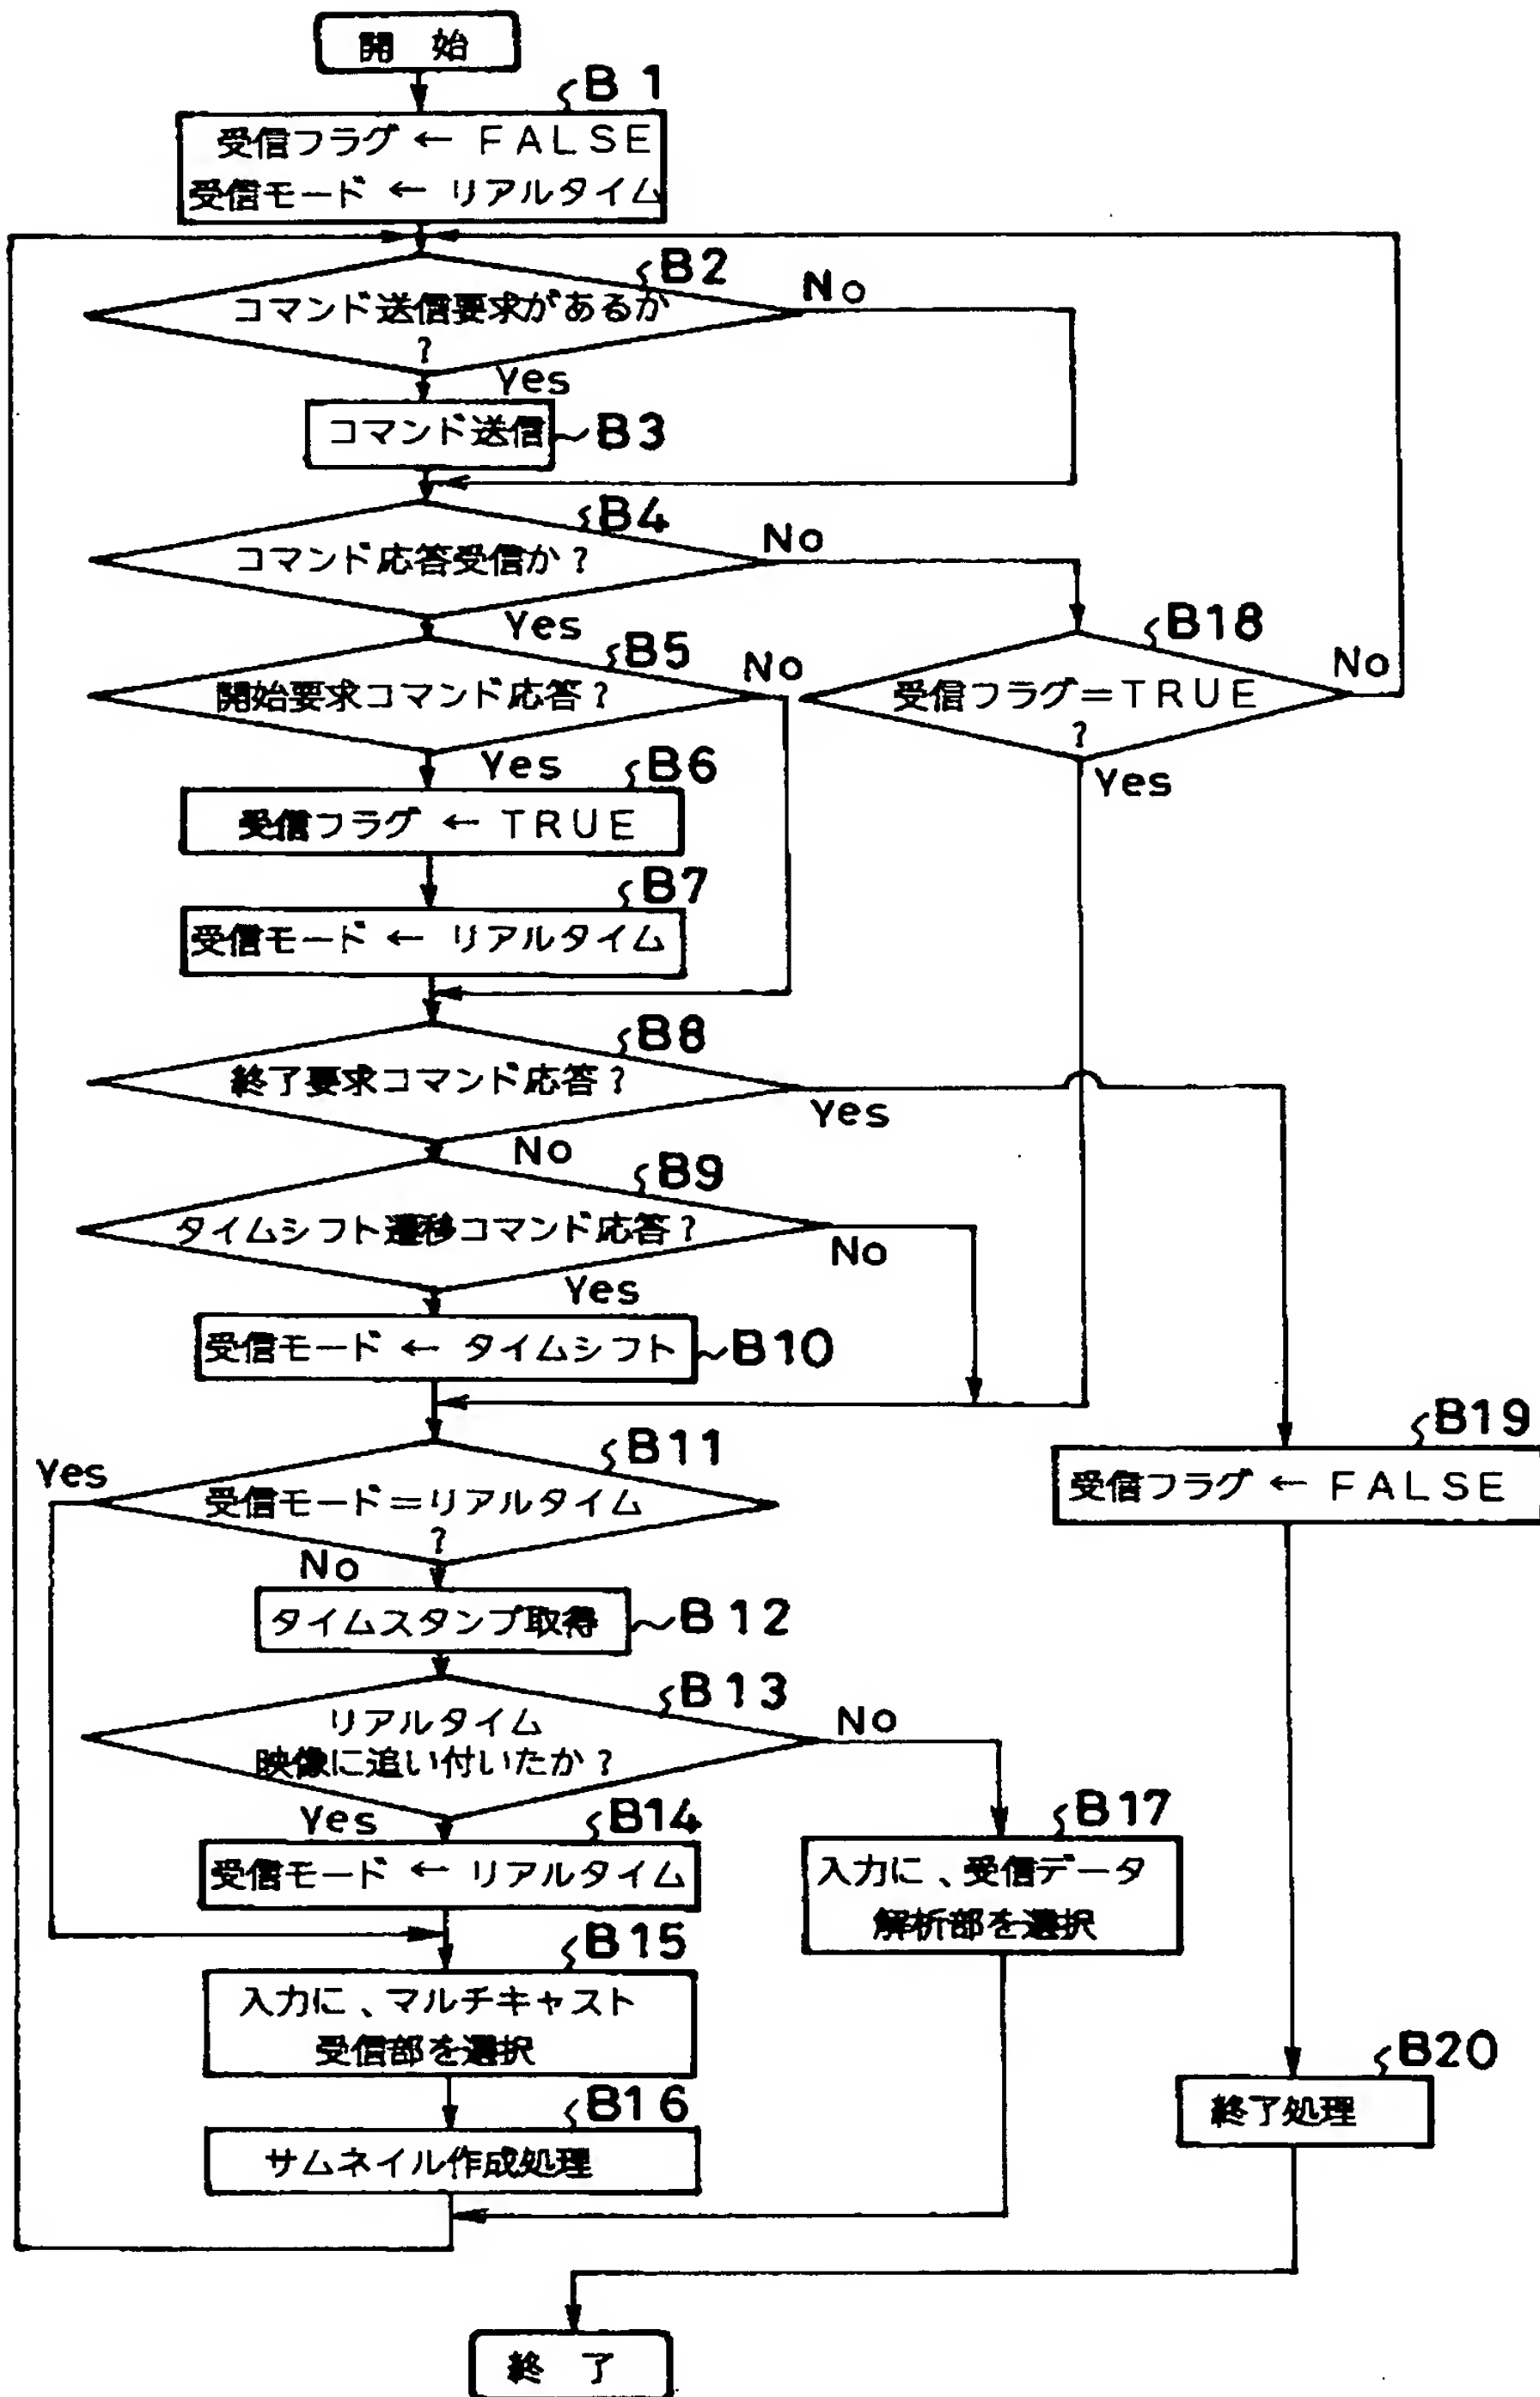 開 始
B1
受信フラグ ← FALSE
受信モード ← リアルタイム
B2
コマンド送信要求があるか
?
No
Yes
コマンド送信
B3
B4
コマンド応答受信か?
No
Yes
B5
開始要求コマンド応答?
No
B18
受信フラグ=TRUE
?
No
Yes
Yes
B6
受信フラグ ← TRUE
B7
受信モード ← リアルタイム
B8
終了要求コマンド応答?
Yes
No
B9
タイムシフト遷移コマンド応答?
No
Yes
受信モード ← タイムシフト
B10
B11
Yes
受信モード=リアルタイム
?
No
B19
受信フラグ ← FALSE
タイムスタンプ取得
B12
B13
リアルタイム
映像に追い付いたか?
No
Yes
B14
受信モード ← リアルタイム
B17
入力に、受信データ
解析部を選択
B15
入力に、マルチキャスト
受信部を選択
B16
サムネイル作成処理
B20
終了処理
終 了